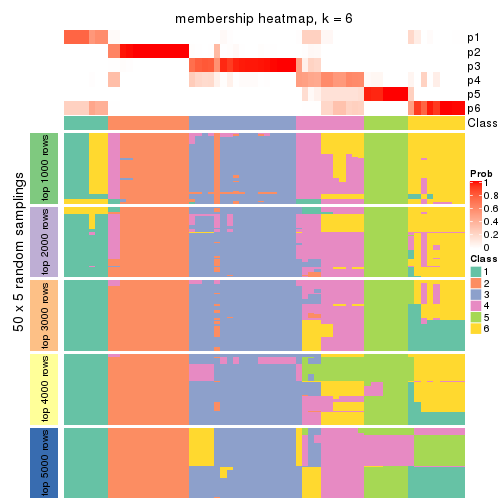 membership heatmap, k = 6
p1
p2
p3
p4
p5
p6
Class
50 x 5 random samplings
top 1000 rows
top 2000 rows
top 3000 rows
top 4000 rows
top 5000 rows
Prob
1
0.8
0.6
0.4
0.2
0
Class
1
2
3
4
5
6